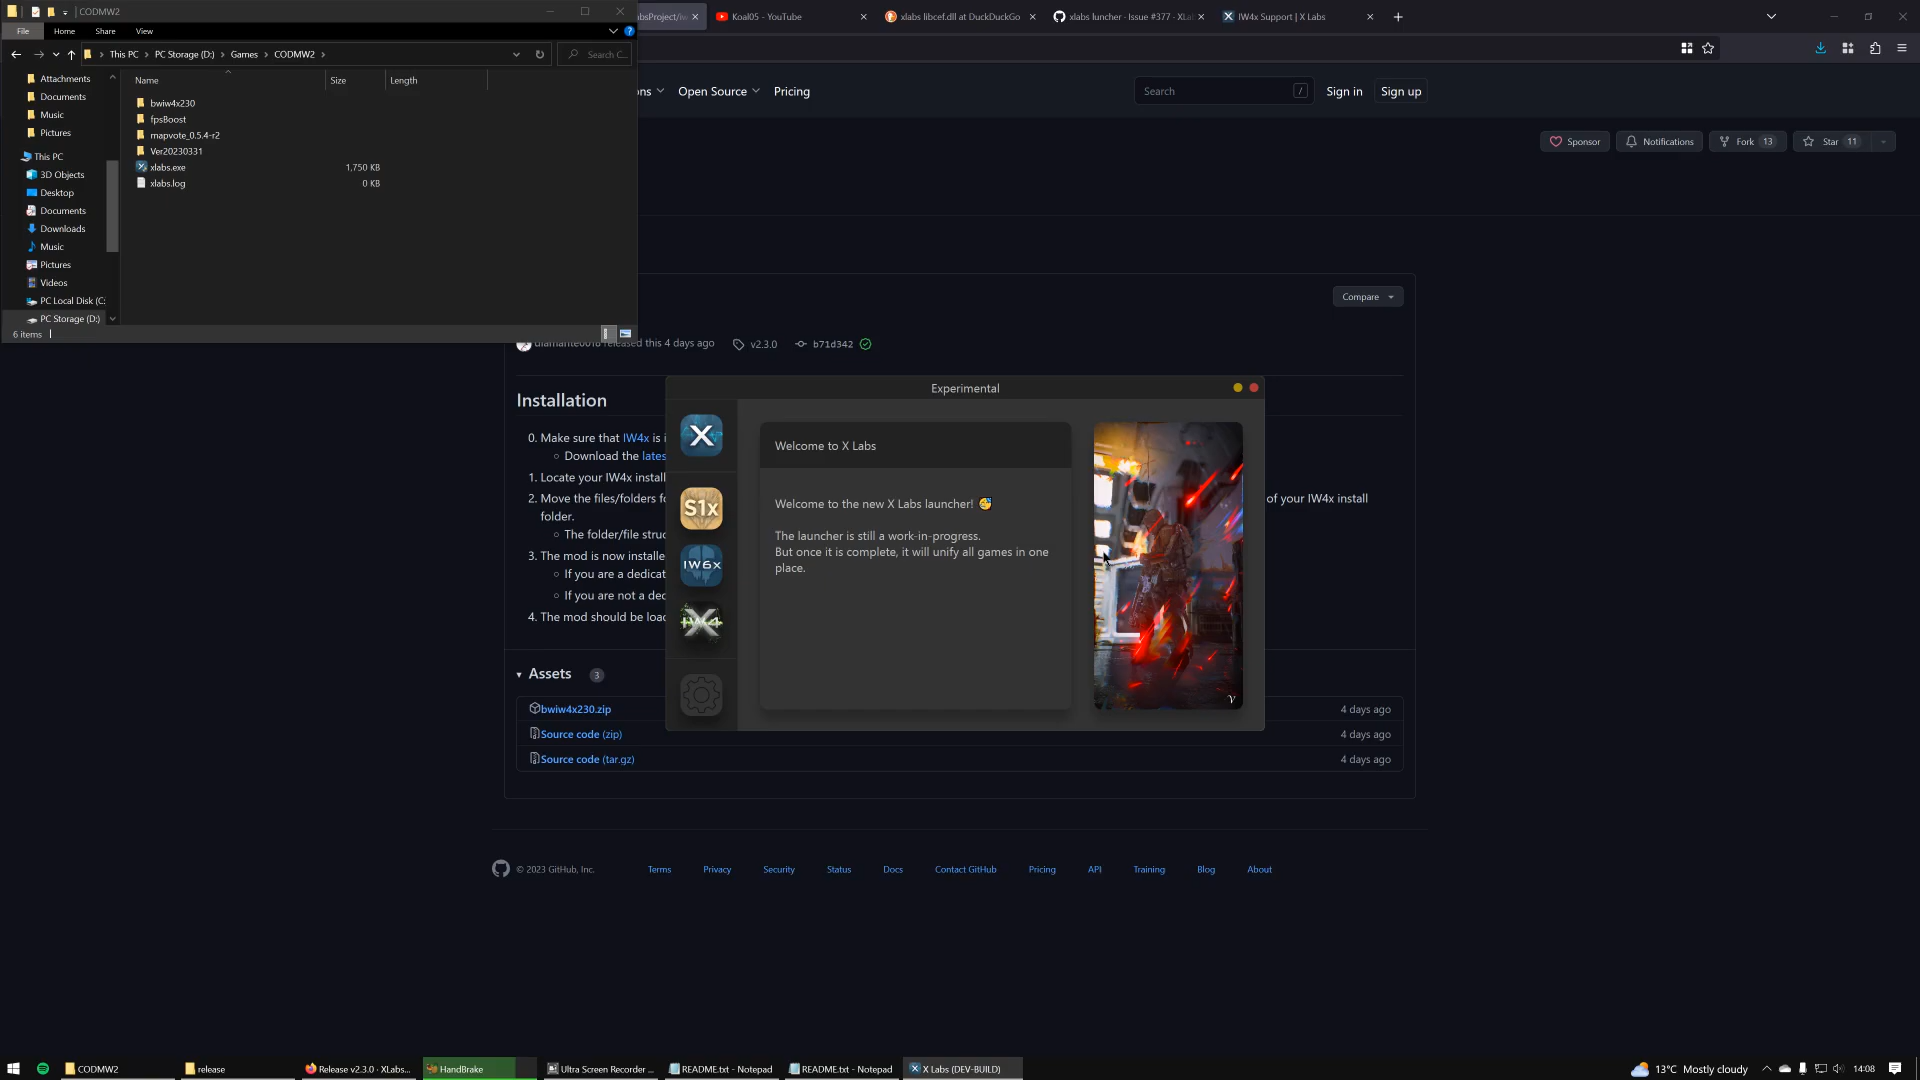 CODMW2
File Home Share View
This PC PC Storage (D:) Games CODMW2
Search C...
Attachments
Documents
Music
Pictures
This PC
3D Objects
Desktop
Documents
Downloads
Music
Pictures
Videos
PC Local Disk (C:
PC Storage (D:)
Name Size Length
bwiw4x230
fpsBoost
mapvote_0.5.4-r2
Ver20230331
xlabs.exe 1,750 KB
xlabs.log 0 KB
6 items
Koal05 - YouTube
xlabs libcef.dll at DuckDuckGo
xlabs luncher · Issue #377 · XLa
IW4x Support | X Labs
Open Source Pricing
Search /
Sign in Sign up
Sponsor Notifications Fork 13 Star 11
Compare
released this 4 days ago v2.3.0 b71d342
Installation
0. Make sure that IW4x is i
Download the lates
1. Locate your IW4x install
2. Move the files/folders fo
of your IW4x install
folder.
The folder/file struc
3. The mod is now installe
If you are a dedicat
If you are not a dec
4. The mod should be loac
Experimental
X
S1x
IW6x
Welcome to X Labs
Welcome to the new X Labs launcher!
The launcher is still a work-in-progress.
But once it is complete, it will unify all games in one
place.
Assets 3
bwiw4x230.zip 4 days ago
Source code (zip) 4 days ago
Source code (tar.gz) 4 days ago
© 2023 GitHub, Inc. Terms Privacy Security Status Docs Contact GitHub Pricing API Training Blog About
CODMW2
release
Release v2.3.0 · XLabs...
HandBrake
Ultra Screen Recorder ...
README.txt - Notepad
README.txt - Notepad
X Labs (DEV-BUILD)
13°C Mostly cloudy
14:08